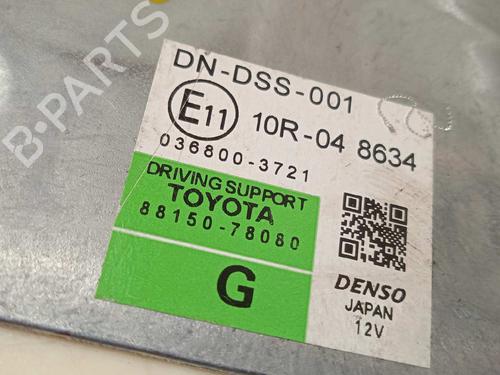 B-PARTS
DN-DSS-001
E11
10R-04 8634
036800-3721
DRIVING SUPPORT
TOYOTA
88150-78080
G
DENSO
JAPAN
12V